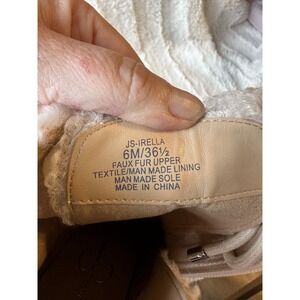 JS-IRELLA
6M/36½
FAUX FUR UPPER
TEXTILE/MAN MADE LINING
MAN MADE SOLE
MADE IN CHINA